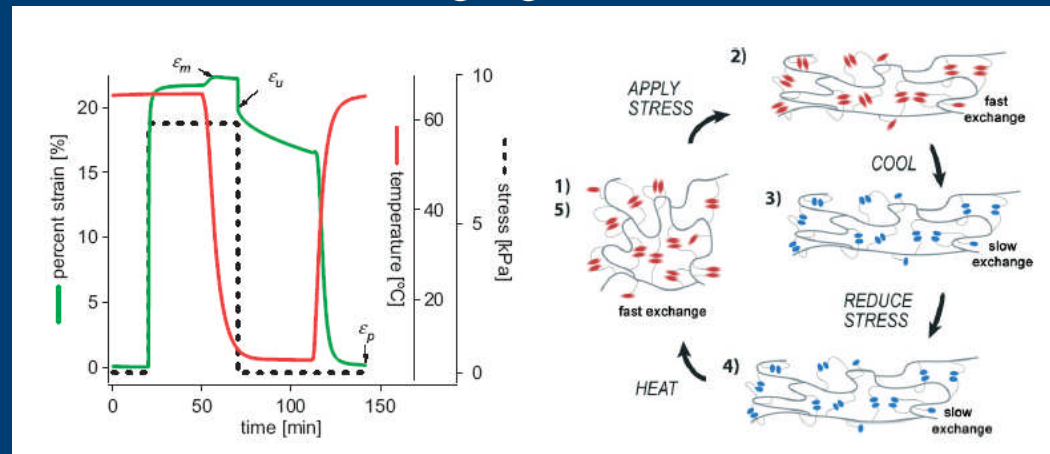 εm
εu
εp
20
15
10
5
0
percent strain [%]
0
50
100
150
time [min]
60
40
20
temperature [ºC]
10
5
0
stress [kPa]
APPLY
STRESS
2)
fast
exchange
COOL
1)
5)
fast exchange
3)
slow
exchange
REDUCE
STRESS
4)
slow
exchange
HEAT